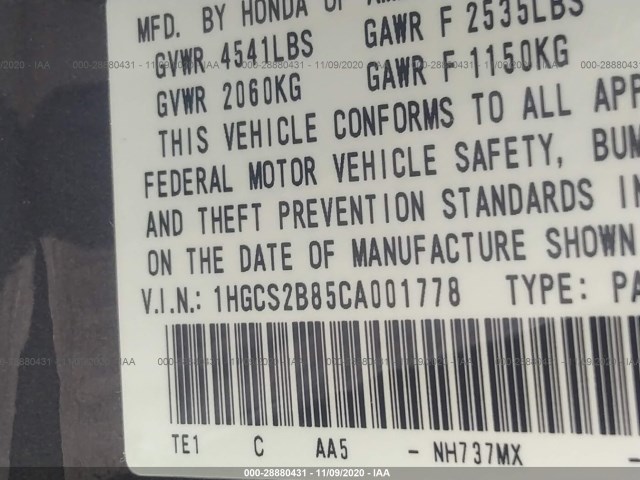 MFD. BY HONDA OF
GVWR 4541LBS GAWR F 2535LBS
GVWR 2060KG GAWR F 1150KG
THIS VEHICLE CONFORMS TO ALL APP
FEDERAL MOTOR VEHICLE SAFETY, BUM
AND THEFT PREVENTION STANDARDS IN
ON THE DATE OF MANUFACTURE SHOWN
V.I.N.: 1HGCS2B85CA001778 TYPE: PA
TE1 C AA5 - NH737MX -
000-28880431 - 11/09/2020 - IAAI